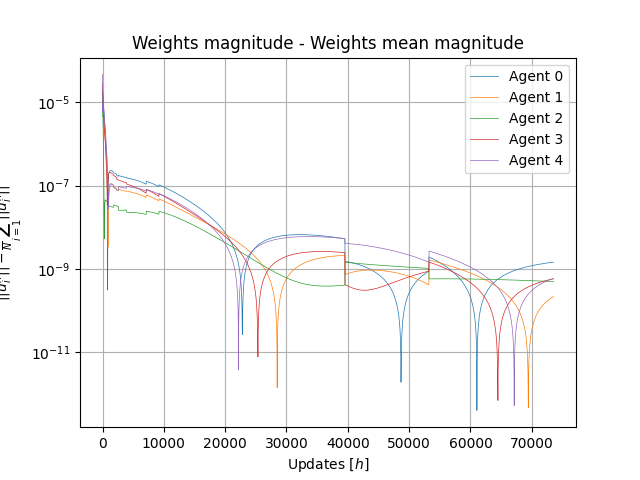 Weights magnitude - Weights mean magnitude
Agent 0
Agent 1
Agent 2
Agent 3
Agent 4
10⁻⁵
10⁻⁷
10⁻⁹
10⁻¹¹
0 10000 20000 30000 40000 50000 60000 70000
Updates [h]